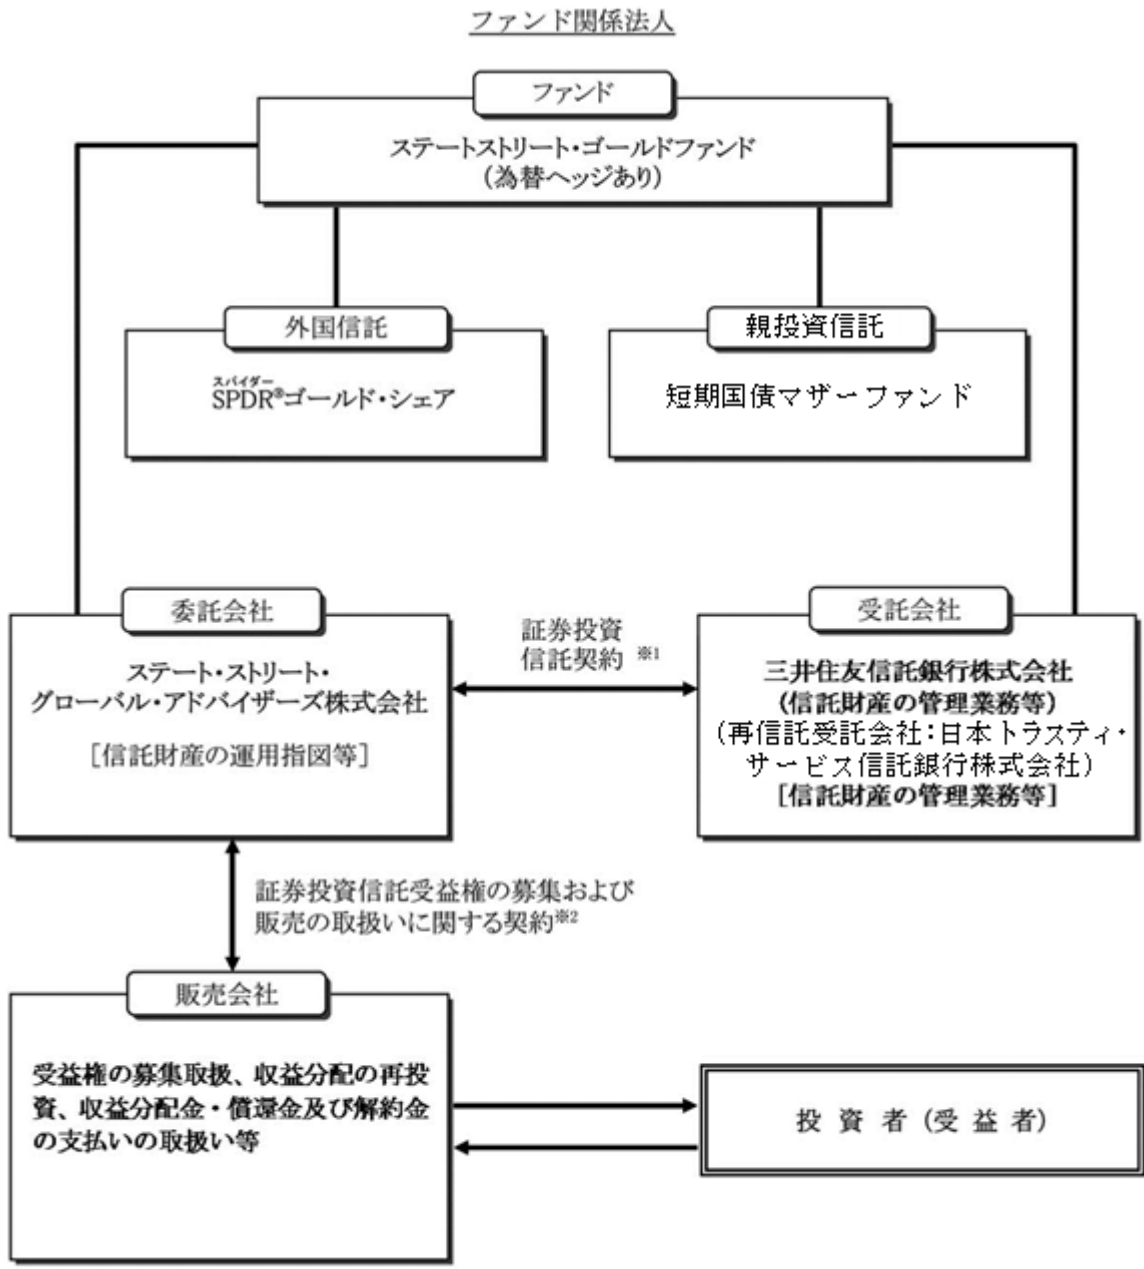 ファンド関係法人
ファンド
ステートストリート・ゴールドファンド
(為替ヘッジあり)
外国信託
スパイダー
SPDR®ゴールド・シェア
親投資信託
短期国債マザーファンド
委託会社
ステート・ストリート・
グローバル・アドバイザーズ株式会社
[信託財産の運用指図等]
証券投資
信託契約 ※1
受託会社
三井住友信託銀行株式会社
(信託財産の管理業務等)
(再信託受託会社:日本トラスティ・
サービス信託銀行株式会社)
[信託財産の管理業務等]
証券投資信託受益権の募集および
販売の取扱いに関する契約※2
販売会社
受益権の募集取扱、収益分配の再投
資、収益分配金・償還金及び解約金
の支払いの取扱い等
投資者(受益者)